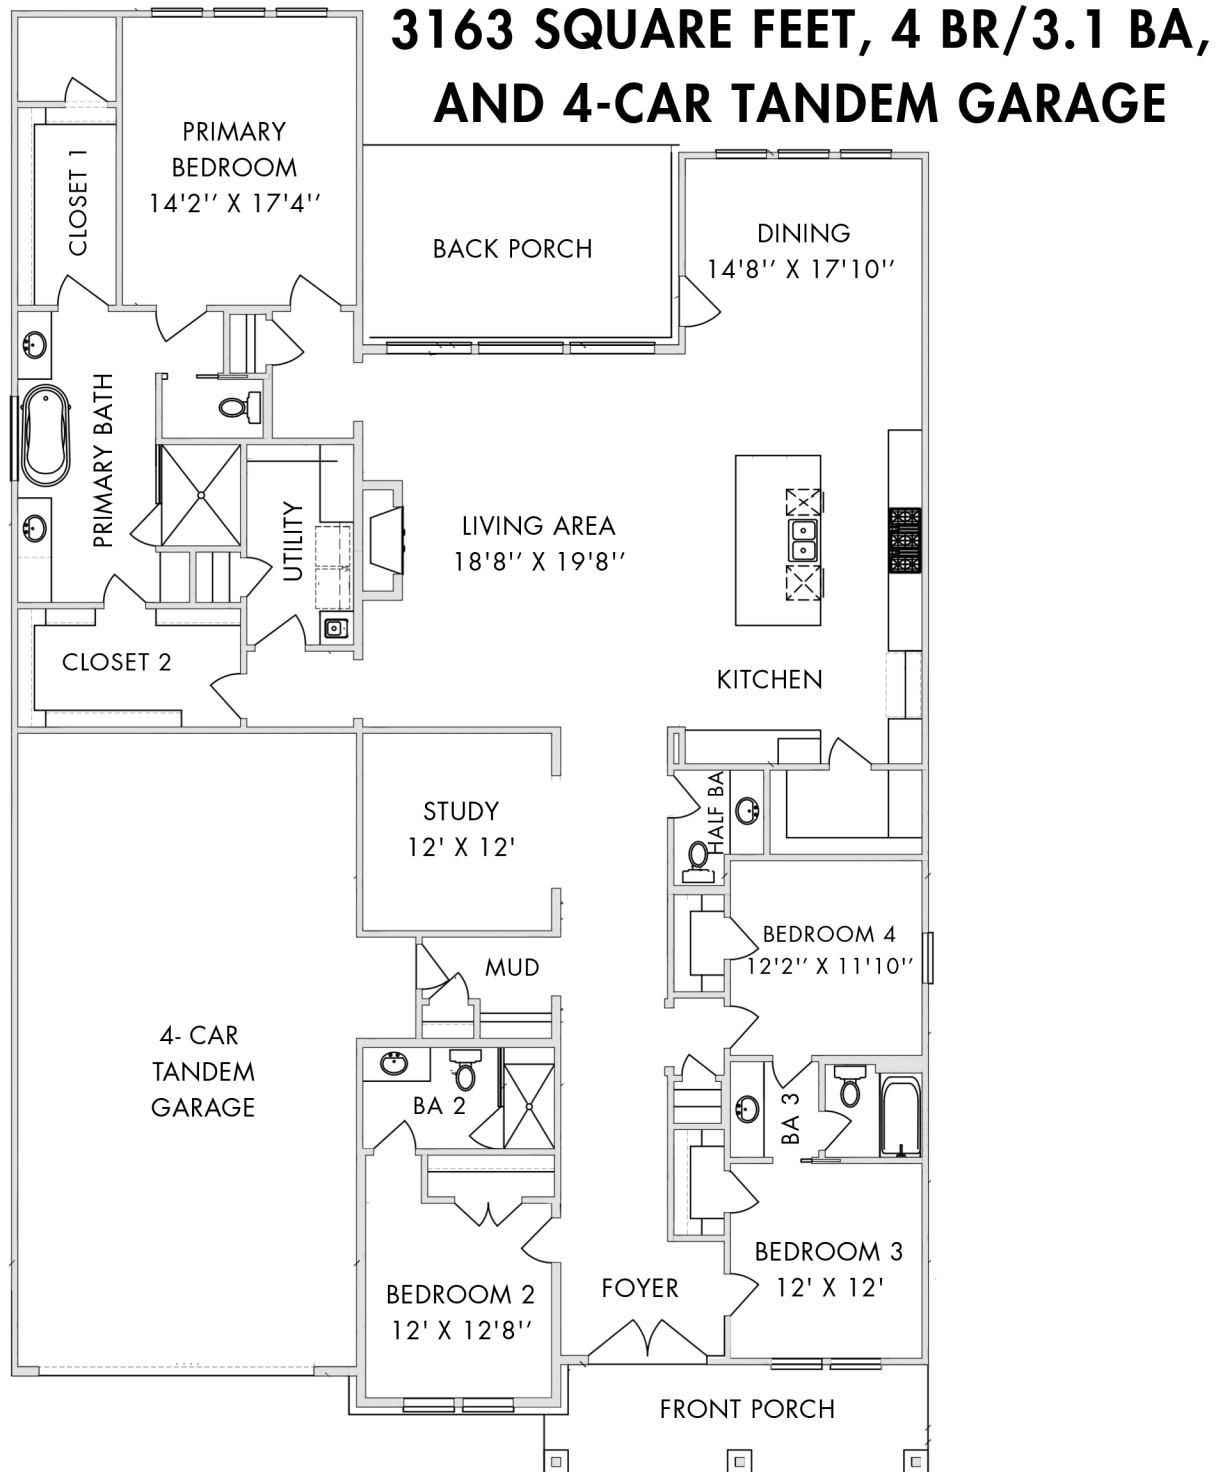 3163 SQUARE FEET, 4 BR/3.1 BA,
AND 4-CAR TANDEM GARAGE
PRIMARY
BEDROOM
14'2'' X 17'4''
CLOSET 1
BACK PORCH
DINING
14'8'' X 17'10''
PRIMARY BATH
UTILITY
LIVING AREA
18'8'' X 19'8''
CLOSET 2
KITCHEN
STUDY
12' X 12'
HALF BA
MUD
BEDROOM 4
12'2'' X 11'10''
4- CAR
TANDEM
GARAGE
BA 2
BA 3
BEDROOM 3
12' X 12'
FOYER
BEDROOM 2
12' X 12'8''
FRONT PORCH